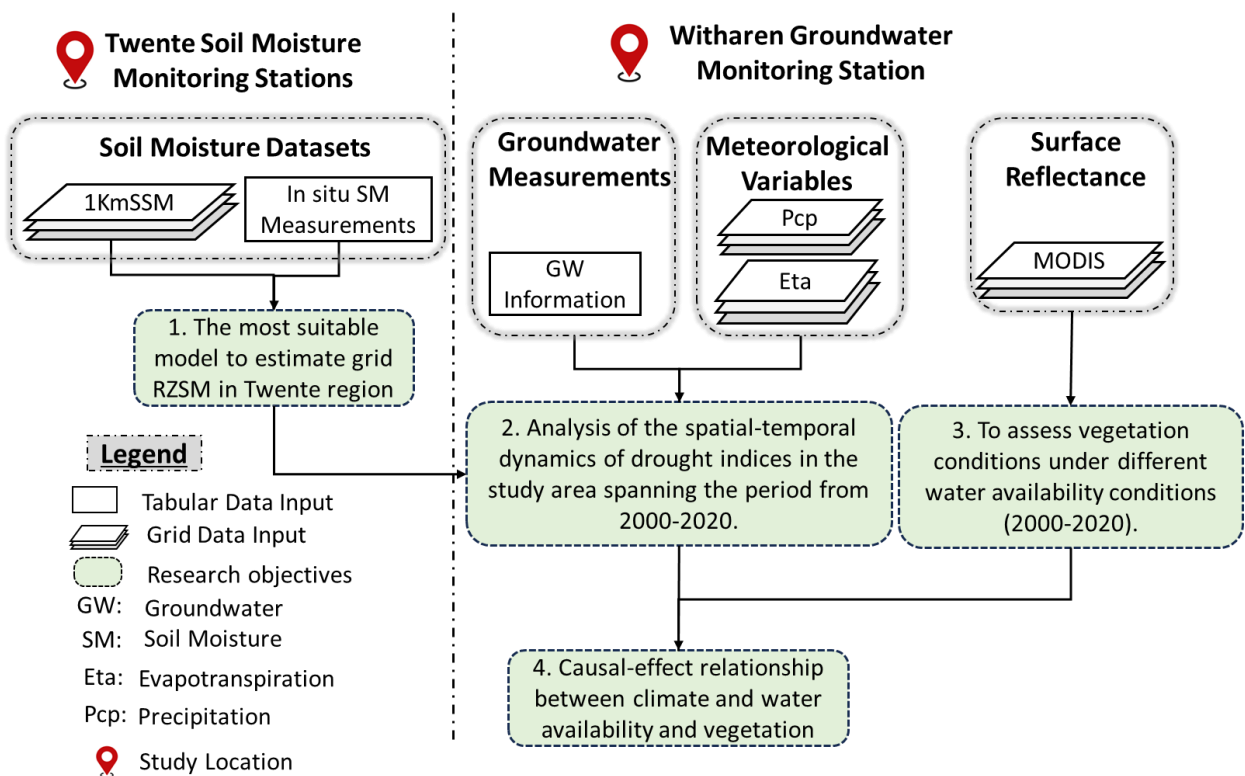 Twente Soil Moisture
Monitoring Stations
Soil Moisture Datasets
1KmSSM
In situ SM
Measurements
1. The most suitable
model to estimate grid
RZSM in Twente region
Legend
Tabular Data Input
Grid Data Input
Research objectives
GW: Groundwater
SM: Soil Moisture
Eta: Evapotranspiration
Pcp: Precipitation
Study Location
Witharen Groundwater
Monitoring Station
Groundwater
Measurements
GW
Information
Meteorological
Variables
Pcp
Eta
Surface
Reflectance
MODIS
2. Analysis of the spatial-temporal
dynamics of drought indices in the
study area spanning the period from
2000-2020.
3. To assess vegetation
conditions under different
water availability conditions
(2000-2020).
4. Causal-effect relationship
between climate and water
availability and vegetation